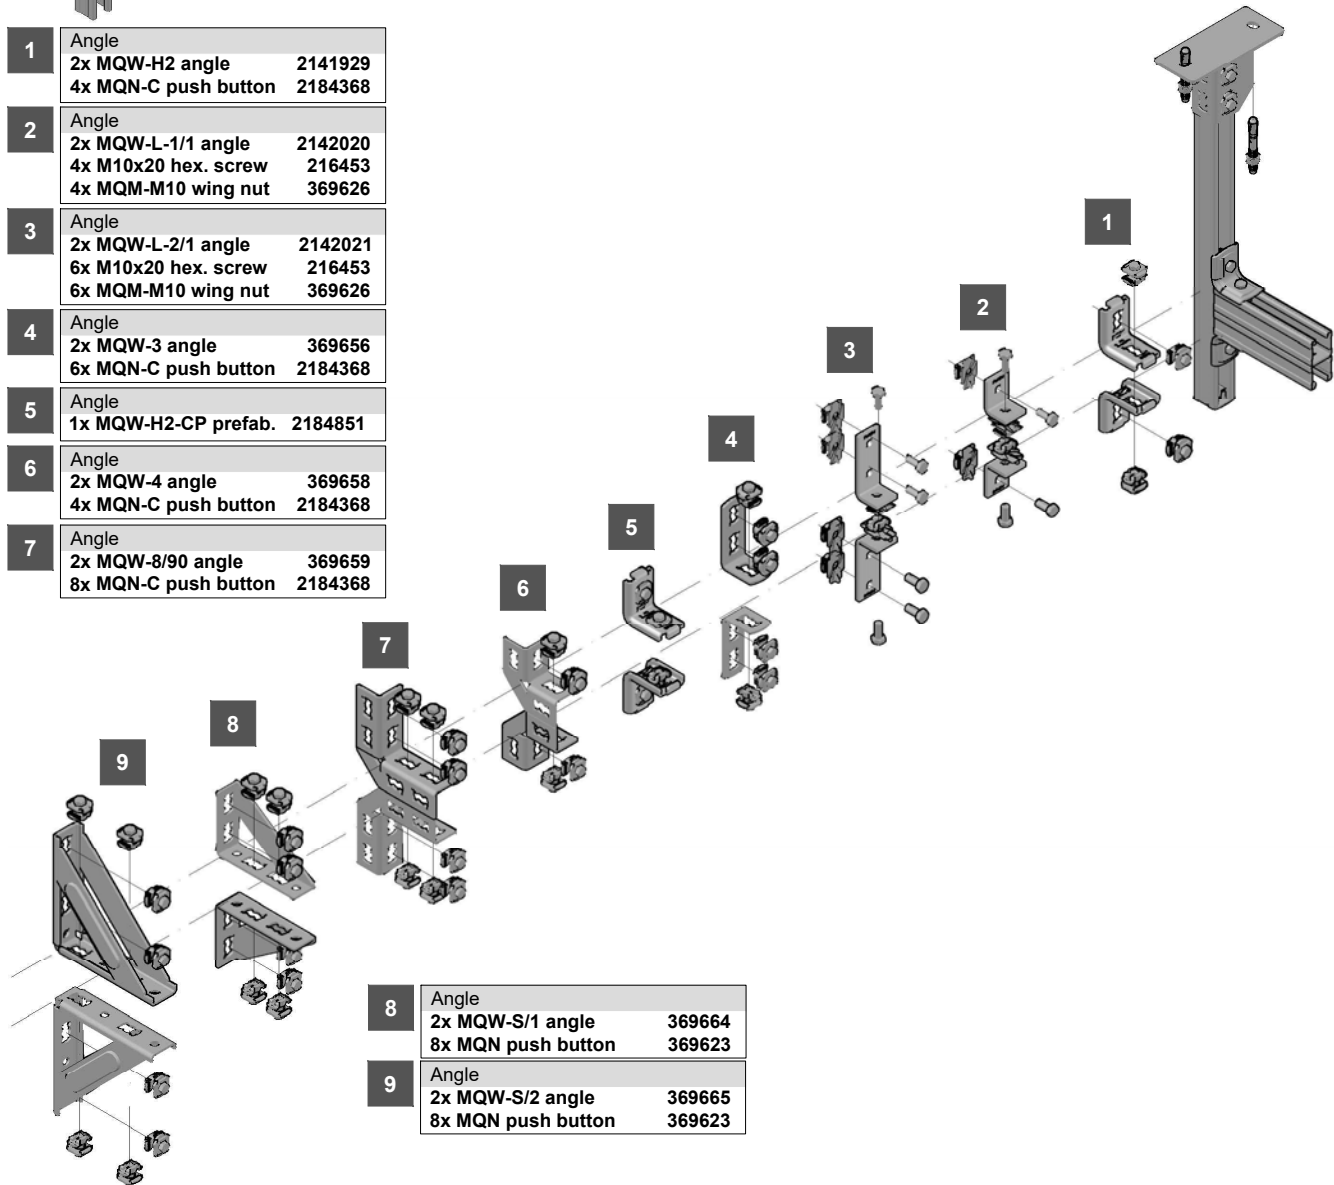 1
Angle
2x MQW-H2 angle 2141929
4x MQN-C push button 2184368
2
Angle
2x MQW-L-1/1 angle 2142020
4x M10x20 hex. screw 216453
4x MQM-M10 wing nut 369626
3
Angle
2x MQW-L-2/1 angle 2142021
6x M10x20 hex. screw 216453
6x MQM-M10 wing nut 369626
4
Angle
2x MQW-3 angle 369656
6x MQN-C push button 2184368
5
Angle
1x MQW-H2-CP prefab. 2184851
6
Angle
2x MQW-4 angle 369658
4x MQN-C push button 2184368
7
Angle
2x MQW-8/90 angle 369659
8x MQN-C push button 2184368
1
2
3
4
5
6
7
8
9
8
Angle
2x MQW-S/1 angle 369664
8x MQN push button 369623
9
Angle
2x MQW-S/2 angle 369665
8x MQN push button 369623